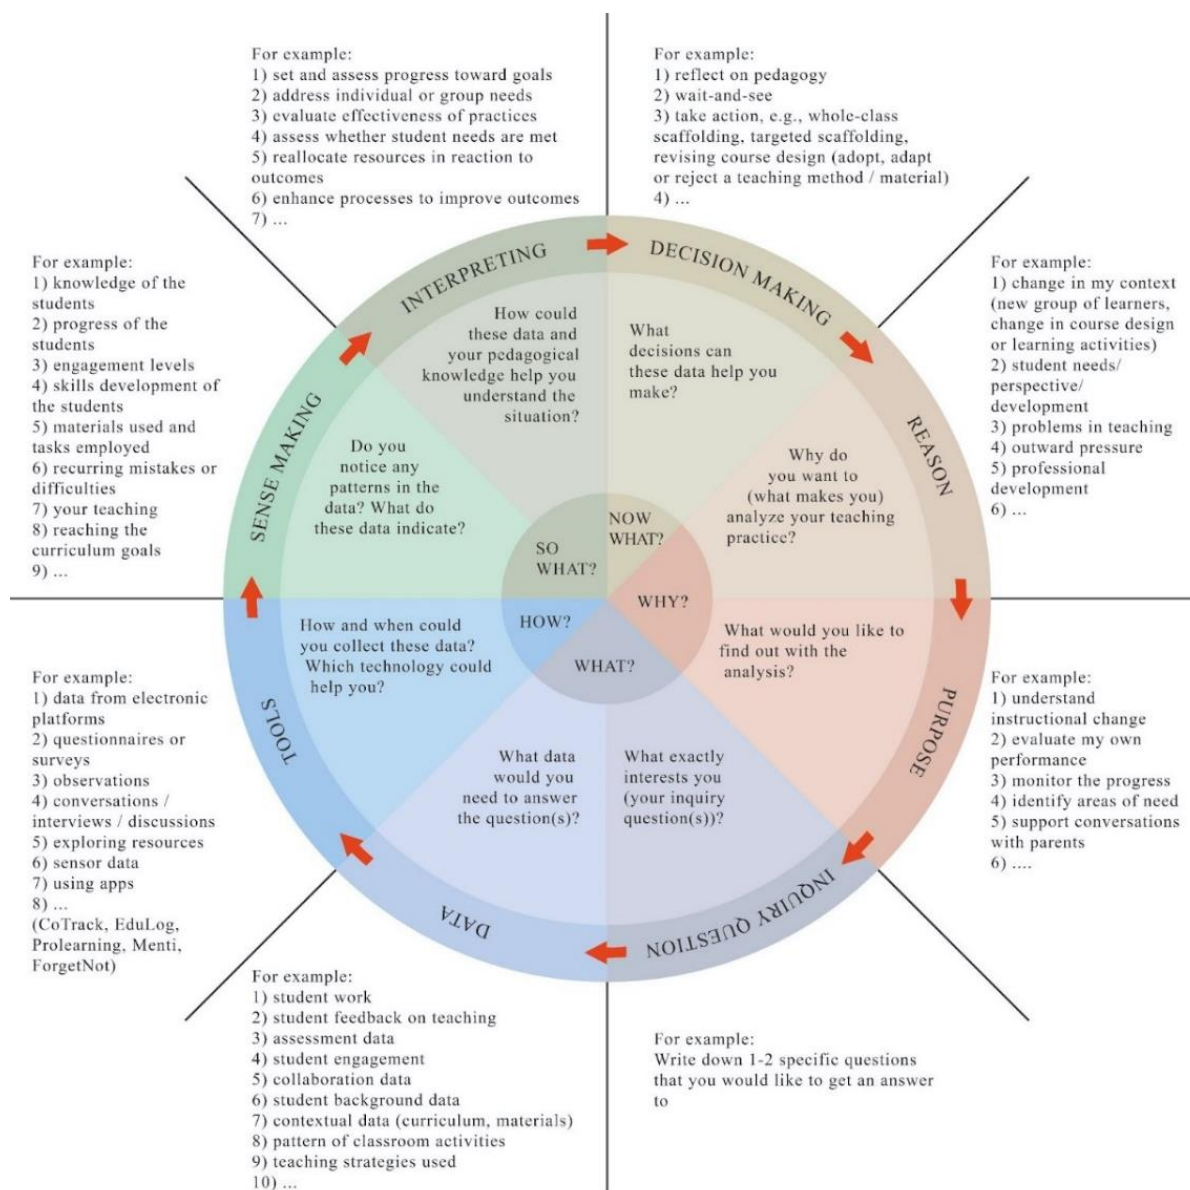 For example:
1) set and assess progress toward goals
2) address individual or group needs
3) evaluate effectiveness of practices
4) assess whether student needs are met
5) reallocate resources in reaction to
outcomes
6) enhance processes to improve outcomes
7) ...
For example:
1) reflect on pedagogy
2) wait-and-see
3) take action, e.g., whole-class
scaffolding, targeted scaffolding,
revising course design (adopt, adapt
or reject a teaching method / material)
4) ...
For example:
1) change in my context
(new group of learners,
change in course design
or learning activities)
2) student needs/
perspective/
development
3) problems in teaching
4) outward pressure
5) professional
development
6) ...
For example:
1) understand
instructional change
2) evaluate my own
performance
3) monitor the progress
4) identify areas of need
5) support conversations
with parents
6) ....
For example:
Write down 1-2 specific questions
that you would like to get an answer
to
For example:
1) student work
2) student feedback on teaching
3) assessment data
4) student engagement
5) collaboration data
6) student background data
7) contextual data (curriculum, materials)
8) pattern of classroom activities
9) teaching strategies used
10) ...
For example:
1) data from electronic
platforms
2) questionnaires or
surveys
3) observations
4) conversations /
interviews / discussions
5) exploring resources
6) sensor data
7) using apps
8) ...
(CoTrack, EduLog,
Prolearning, Menti,
ForgetNot)
For example:
1) knowledge of the
students
2) progress of the
students
3) engagement levels
4) skills development of
the students
5) materials used and
tasks employed
6) recurring mistakes or
difficulties
7) your teaching
8) reaching the
curriculum goals
9) ...
INTERPRETING
DECISION MAKING
REASON
PURPOSE
INQUIRY QUESTION
DATA
TOOLS
SENSE MAKING
How could
these data and
your pedagogical
knowledge help you
understand the
situation?
What
decisions can
these data help you
make?
Why do
you want to
(what makes you)
analyze your teaching
practice?
What would you like to
find out with the
analysis?
What exactly
interests you
(your inquiry
question(s))?
What data
would you
need to answer
the question(s)?
How and when could
you collect these data?
Which technology could
help you?
Do you
notice any
patterns in the
data? What do
these data indicate?
NOW
WHAT?
WHY?
WHAT?
HOW?
SO
WHAT?